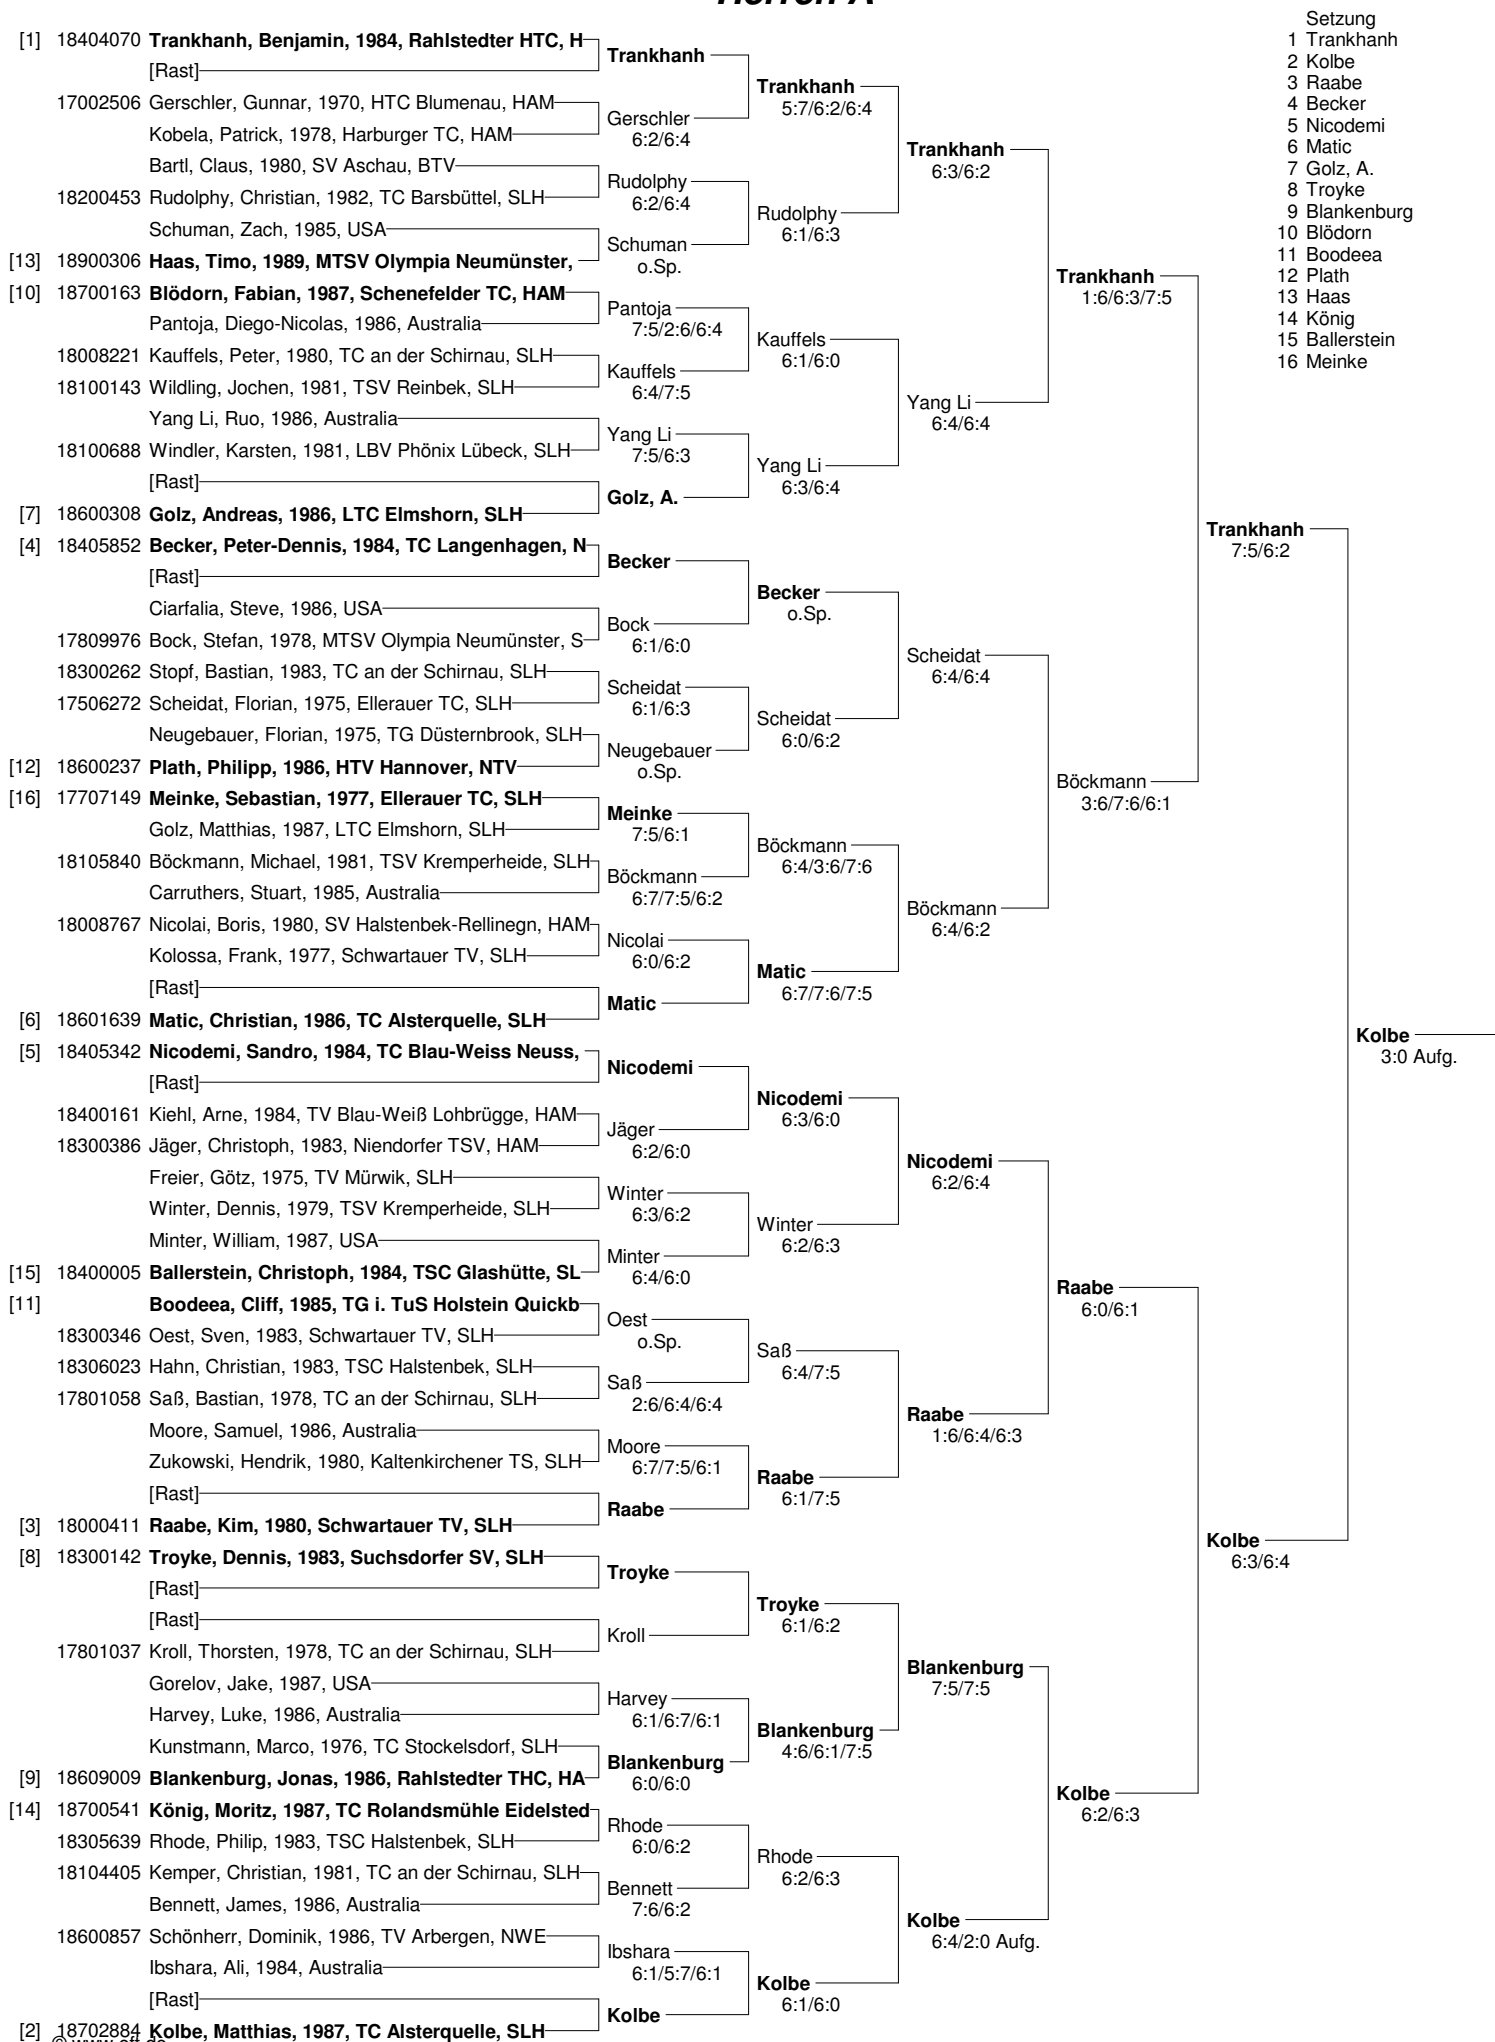 Herren A
[1] 18404070 Trankhanh, Benjamin, 1984, Rahlstedter HTC, H
[Rast]
17002506 Gerschler, Gunnar, 1970, HTC Blumenau, HAM
Kobela, Patrick, 1978, Harburger TC, HAM
Bartl, Claus, 1980, SV Aschau, BTV
18200453 Rudolphy, Christian, 1982, TC Barsbüttel, SLH
Schuman, Zach, 1985, USA
[13] 18900306 Haas, Timo, 1989, MTSV Olympia Neumünster,
[10] 18700163 Blödorn, Fabian, 1987, Schenefelder TC, HAM
Pantoja, Diego-Nicolas, 1986, Australia
18008221 Kauffels, Peter, 1980, TC an der Schirnau, SLH
18100143 Wildling, Jochen, 1981, TSV Reinbek, SLH
Yang Li, Ruo, 1986, Australia
18100688 Windler, Karsten, 1981, LBV Phönix Lübeck, SLH
[Rast]
[7] 18600308 Golz, Andreas, 1986, LTC Elmshorn, SLH
[4] 18405852 Becker, Peter-Dennis, 1984, TC Langenhagen, N
[Rast]
Ciarfalia, Steve, 1986, USA
17809976 Bock, Stefan, 1978, MTSV Olympia Neumünster, S
18300262 Stopf, Bastian, 1983, TC an der Schirnau, SLH
17506272 Scheidat, Florian, 1975, Ellerauer TC, SLH
Neugebauer, Florian, 1975, TG Düsternbrook, SLH
[12] 18600237 Plath, Philipp, 1986, HTV Hannover, NTV
[16] 17707149 Meinke, Sebastian, 1977, Ellerauer TC, SLH
Golz, Matthias, 1987, LTC Elmshorn, SLH
18105840 Böckmann, Michael, 1981, TSV Kremperheide, SLH
Carruthers, Stuart, 1985, Australia
18008767 Nicolai, Boris, 1980, SV Halstenbek-Rellinegn, HAM
Kolossa, Frank, 1977, Schwartauer TV, SLH
[Rast]
[6] 18601639 Matic, Christian, 1986, TC Alsterquelle, SLH
[5] 18405342 Nicodemi, Sandro, 1984, TC Blau-Weiss Neuss,
[Rast]
18400161 Kiehl, Arne, 1984, TV Blau-Weiß Lohbrügge, HAM
18300386 Jäger, Christoph, 1983, Niendorfer TSV, HAM
Freier, Götz, 1975, TV Mürwik, SLH
Winter, Dennis, 1979, TSV Kremperheide, SLH
Minter, William, 1987, USA
[15] 18400005 Ballerstein, Christoph, 1984, TSC Glashütte, SL
[11] Boodeea, Cliff, 1985, TG i. TuS Holstein Quickb
18300346 Oest, Sven, 1983, Schwartauer TV, SLH
18306023 Hahn, Christian, 1983, TSC Halstenbek, SLH
17801058 Saß, Bastian, 1978, TC an der Schirnau, SLH
Moore, Samuel, 1986, Australia
Zukowski, Hendrik, 1980, Kaltenkirchener TS, SLH
[Rast]
[3] 18000411 Raabe, Kim, 1980, Schwartauer TV, SLH
[8] 18300142 Troyke, Dennis, 1983, Suchsdorfer SV, SLH
[Rast]
[Rast]
17801037 Kroll, Thorsten, 1978, TC an der Schirnau, SLH
Gorelov, Jake, 1987, USA
Harvey, Luke, 1986, Australia
Kunstmann, Marco, 1976, TC Stockelsdorf, SLH
[9] 18609009 Blankenburg, Jonas, 1986, Rahlstedter THC, HA
[14] 18700541 König, Moritz, 1987, TC Rolandsmühle Eidelsted
18305639 Rhode, Philip, 1983, TSC Halstenbek, SLH
18104405 Kemper, Christian, 1981, TC an der Schirnau, SLH
Bennett, James, 1986, Australia
18600857 Schönherr, Dominik, 1986, TV Arbergen, NWE
Ibshara, Ali, 1984, Australia
[Rast]
[2] 18702884 Kolbe, Matthias, 1987, TC Alsterquelle, SLH
Trankhanh
Gerschler
6:2/6:4
Rudolphy
6:2/6:4
Schuman
o.Sp.
Pantoja
7:5/2:6/6:4
Kauffels
6:4/7:5
Yang Li
7:5/6:3
Golz, A.
Becker
Bock
6:1/6:0
Scheidat
6:1/6:3
Neugebauer
o.Sp.
Meinke
7:5/6:1
Böckmann
6:7/7:5/6:2
Nicolai
6:0/6:2
Matic
Nicodemi
Jäger
6:2/6:0
Winter
6:3/6:2
Minter
6:4/6:0
Oest
o.Sp.
Saß
2:6/6:4/6:4
Moore
6:7/7:5/6:1
Raabe
Troyke
Kroll
Harvey
6:1/6:7/6:1
Blankenburg
6:0/6:0
Rhode
6:0/6:2
Bennett
7:6/6:2
Ibshara
6:1/5:7/6:1
Kolbe
Trankhanh
5:7/6:2/6:4
Rudolphy
6:1/6:3
Kauffels
6:1/6:0
Yang Li
6:3/6:4
Becker
o.Sp.
Scheidat
6:0/6:2
Böckmann
6:4/3:6/7:6
Matic
6:7/7:6/7:5
Nicodemi
6:3/6:0
Winter
6:2/6:3
Saß
6:4/7:5
Raabe
6:1/7:5
Troyke
6:1/6:2
Blankenburg
4:6/6:1/7:5
Rhode
6:2/6:3
Kolbe
6:1/6:0
Trankhanh
6:3/6:2
Yang Li
6:4/6:4
Scheidat
6:4/6:4
Böckmann
6:4/6:2
Nicodemi
6:2/6:4
Raabe
1:6/6:4/6:3
Blankenburg
7:5/7:5
Kolbe
6:4/2:0 Aufg.
Trankhanh
1:6/6:3/7:5
Böckmann
3:6/7:6/6:1
Raabe
6:0/6:1
Kolbe
6:2/6:3
Trankhanh
7:5/6:2
Kolbe
6:3/6:4
Kolbe
3:0 Aufg.
Setzung
1 Trankhanh
2 Kolbe
3 Raabe
4 Becker
5 Nicodemi
6 Matic
7 Golz, A.
8 Troyke
9 Blankenburg
10 Blödorn
11 Boodeea
12 Plath
13 Haas
14 König
15 Ballerstein
16 Meinke